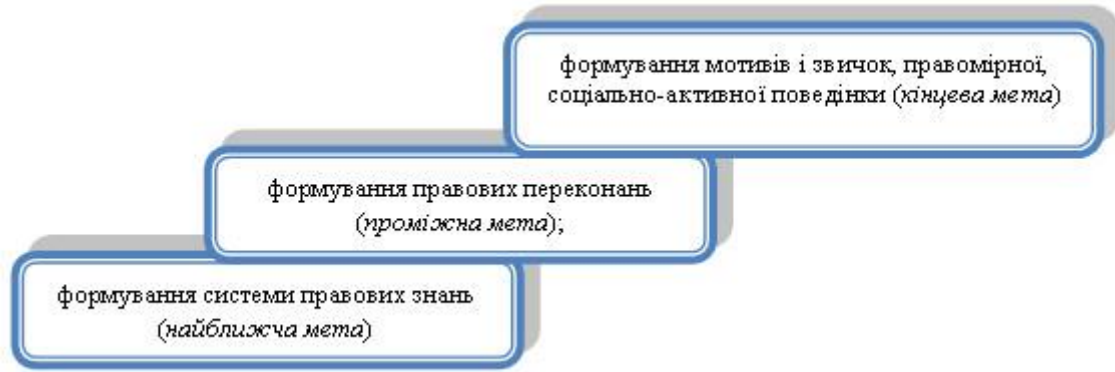 формування мотивів і звичок, правомірної,
соціально-активної поведінки (кінцева мета)
формування правових переконань
(проміжна мета);
формування системи правових знань
(найближча мета)